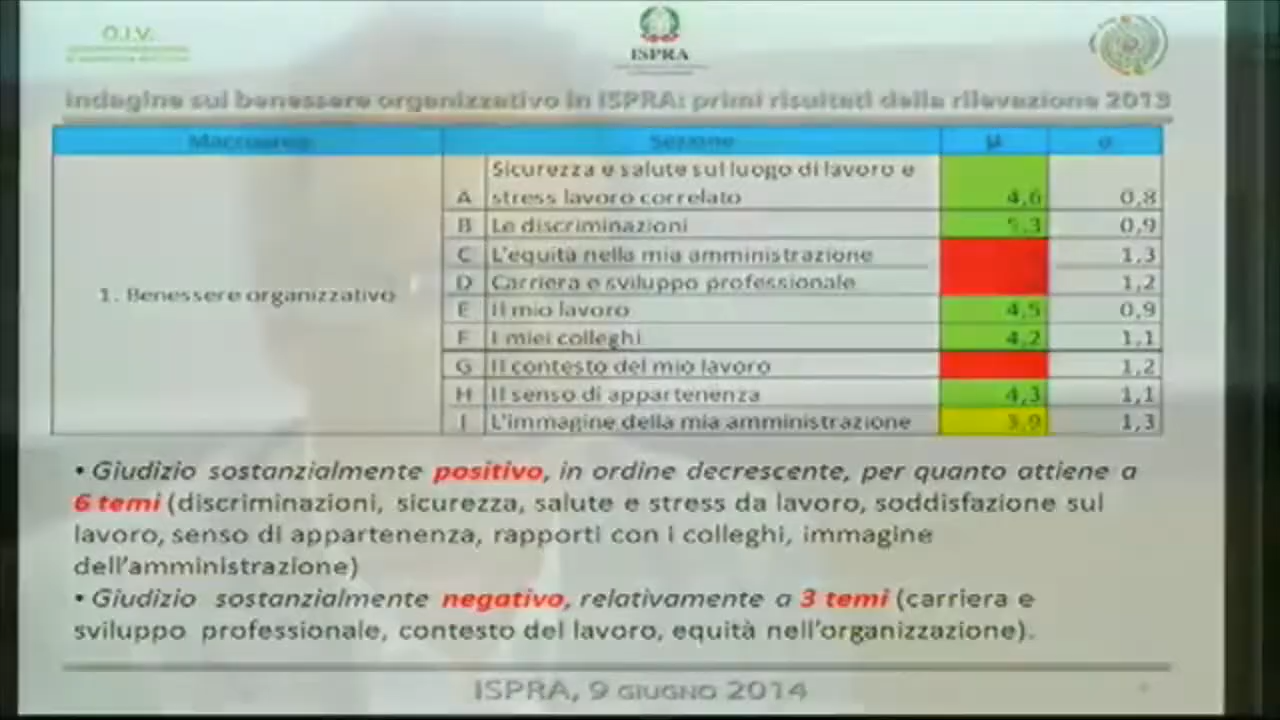 O.I.V.
ISPRA
Indagine sul benessere organizzativo in ISPRA: primi risultati della rilevazione 2013
Macroarea Sezione μ σ
1. Benessere organizzativo
A Sicurezza e salute sul luogo di lavoro e
stress lavoro correlato 4,6 0,8
B Le discriminazioni 5,3 0,9
C L'equità nella mia amministrazione 1,3
D Carriera e sviluppo professionale 1,2
E Il mio lavoro 4,5 0,9
F I miei colleghi 4,2 1,1
G Il contesto del mio lavoro 1,2
H Il senso di appartenenza 4,3 1,1
I L'immagine della mia amministrazione 3,9 1,3
• Giudizio sostanzialmente positivo, in ordine decrescente, per quanto attiene a
6 temi (discriminazioni, sicurezza, salute e stress da lavoro, soddisfazione sul
lavoro, senso di appartenenza, rapporti con i colleghi, immagine
dell'amministrazione)
• Giudizio sostanzialmente negativo, relativamente a 3 temi (carriera e
sviluppo professionale, contesto del lavoro, equità nell'organizzazione).
ISPRA, 9 GIUGNO 2014